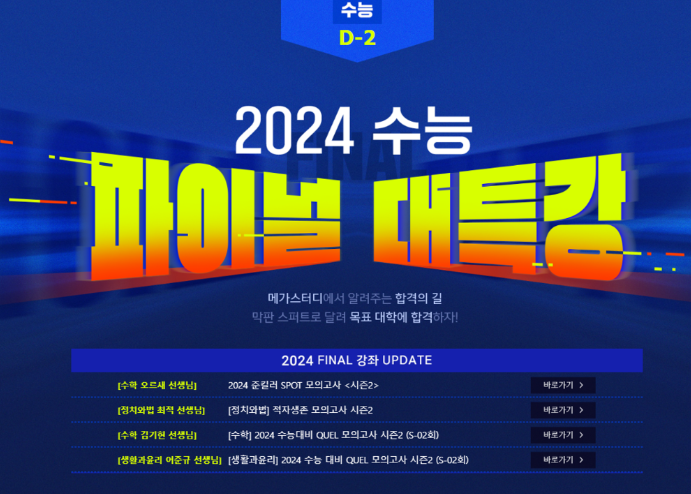 수능
D-2
2024 수능
FINAL
파이널 대특강
메가스터디에서 알려주는 합격의 길
막판 스퍼트로 달려 목표 대학에 합격하자!
2024 FINAL 강좌 UPDATE
[수학 오르새 선생님] 2024 준킬러 SPOT 모의고사 <시즌2> 바로가기 >
[정치와법 최적 선생님] [정치와법] 적자생존 모의고사 시즌2 바로가기 >
[수학 김기현 선생님] [수학] 2024 수능대비 QUEL 모의고사 시즌2 (S-02회) 바로가기 >
[생활과윤리 이준규 선생님] [생활과윤리] 2024 수능 대비 QUEL 모의고사 시즌2 (S-02회) 바로가기 >